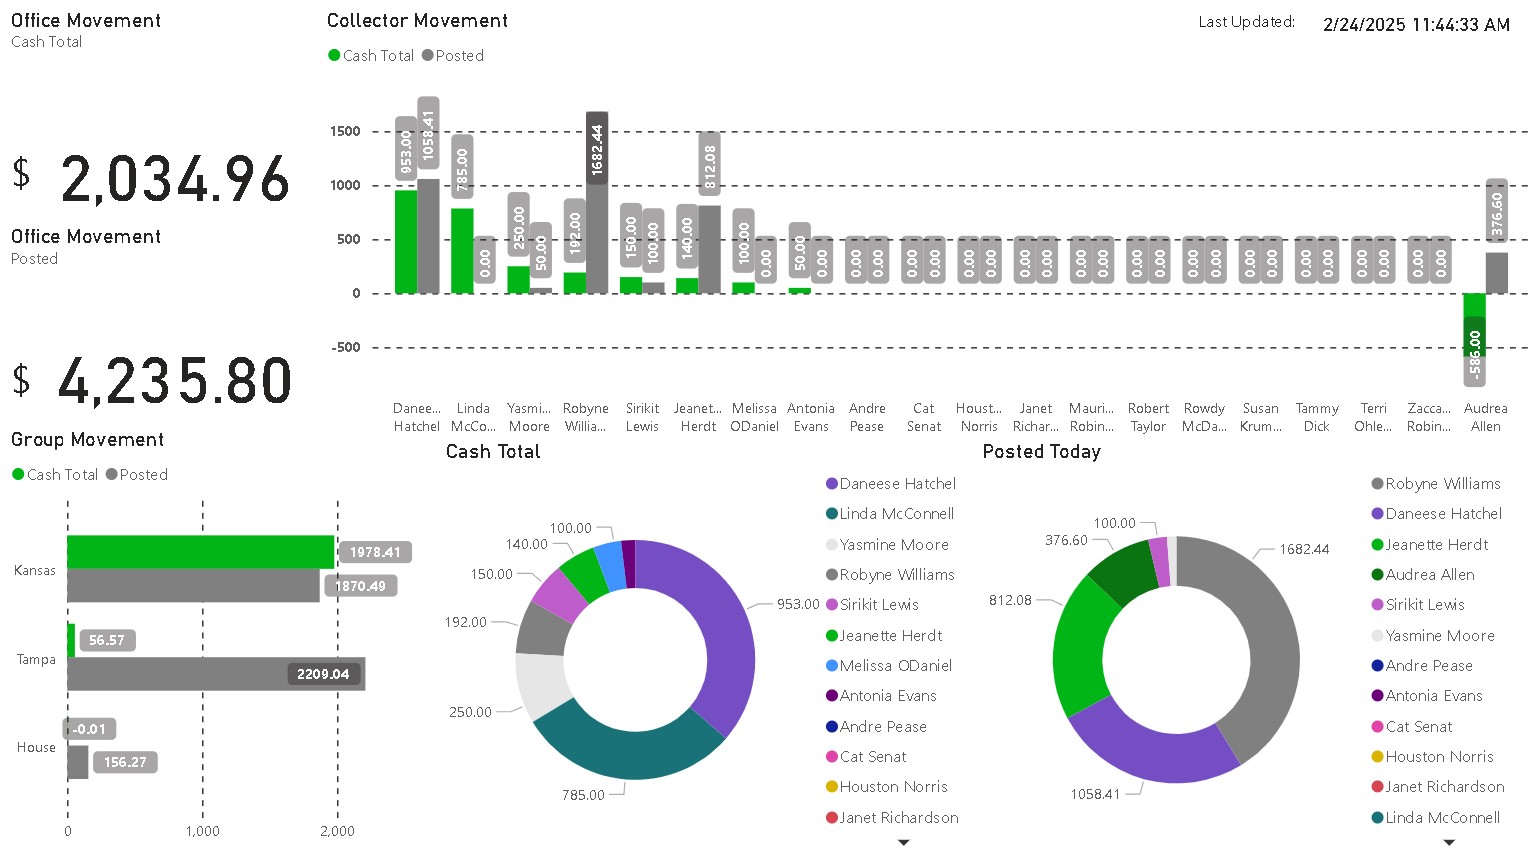 Office Movement
Cash Total
$ 2,034.96
Office Movement
Posted
$ 4,235.80
Collector Movement
Cash Total Posted
Last Updated: 2/24/2025 11:44:33 AM
1500
1000
500
0
-500
953.00 1058.41 785.00 0.00 250.00 50.00 192.00 1682.44 150.00 100.00 140.00 812.08 100.00 0.00 50.00 0.00 0.00 0.00 0.00 0.00 0.00 0.00 0.00 0.00 0.00 0.00 0.00 0.00 0.00 0.00 0.00 0.00 0.00 0.00 0.00 0.00 0.00 0.00 -586.00 376.60
Danee... Linda Yasmi... Robyne Sirikit Jeanet... Melissa Antonia Andre Cat Houst... Janet Mauri... Robert Rowdy Susan Tammy Terri Zacca... Audrea
Hatchel McCo... Moore Willia... Lewis Herdt ODaniel Evans Pease Senat Norris Richar... Robin... Taylor McDa... Krum... Dick Ohle... Robin... Allen
Group Movement
Cash Total Posted
Kansas
1978.41
1870.49
Tampa
56.57
2209.04
House
-0.01
156.27
0 1,000 2,000
Cash Total
100.00
140.00
150.00
192.00
250.00
785.00
953.00
Daneese Hatchel
Linda McConnell
Yasmine Moore
Robyne Williams
Sirikit Lewis
Jeanette Herdt
Melissa ODaniel
Antonia Evans
Andre Pease
Cat Senat
Houston Norris
Janet Richardson
Posted Today
100.00
376.60
812.08
1058.41
1682.44
Robyne Williams
Daneese Hatchel
Jeanette Herdt
Audrea Allen
Sirikit Lewis
Yasmine Moore
Andre Pease
Antonia Evans
Cat Senat
Houston Norris
Janet Richardson
Linda McConnell